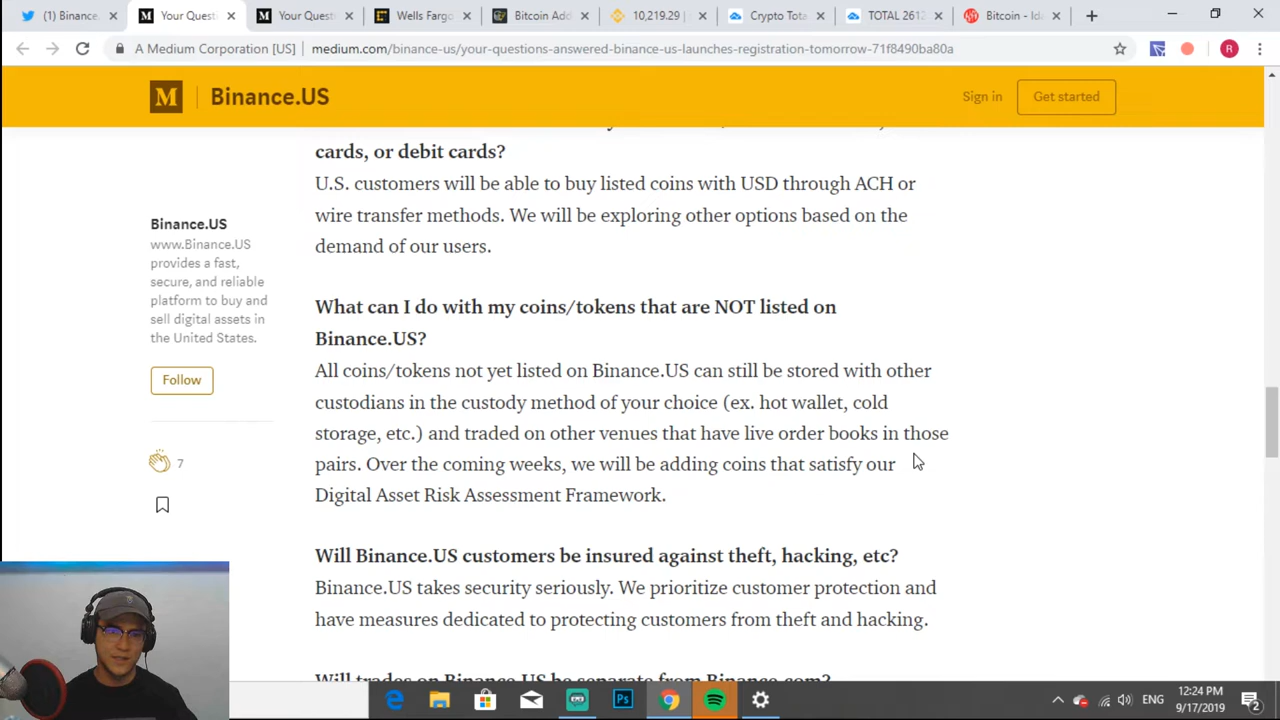 (1) Binance.
Your Quest
Your Quest
Wells Fargo
Bitcoin Add
10,219.29 |
Crypto Tota
TOTAL 2613
Bitcoin - Id
A Medium Corporation [US]
medium.com/binance-us/your-questions-answered-binance-us-launches-registration-tomorrow-71f8490ba80a
R
M
Binance.US
Sign in
Get started
cards, or debit cards?
U.S. customers will be able to buy listed coins with USD through ACH or
wire transfer methods. We will be exploring other options based on the
demand of our users.
Binance.US
www.Binance.US
provides a fast,
secure, and reliable
platform to buy and
sell digital assets in
the United States.
Follow
7
What can I do with my coins/tokens that are NOT listed on
Binance.US?
All coins/tokens not yet listed on Binance.US can still be stored with other
custodians in the custody method of your choice (ex. hot wallet, cold
storage, etc.) and traded on other venues that have live order books in those
pairs. Over the coming weeks, we will be adding coins that satisfy our
Digital Asset Risk Assessment Framework.
Will Binance.US customers be insured against theft, hacking, etc?
Binance.US takes security seriously. We prioritize customer protection and
have measures dedicated to protecting customers from theft and hacking.
Will trades on Binance.US be separate from Binance.com?
Ps
ENG
12:24 PM
9/17/2019
2